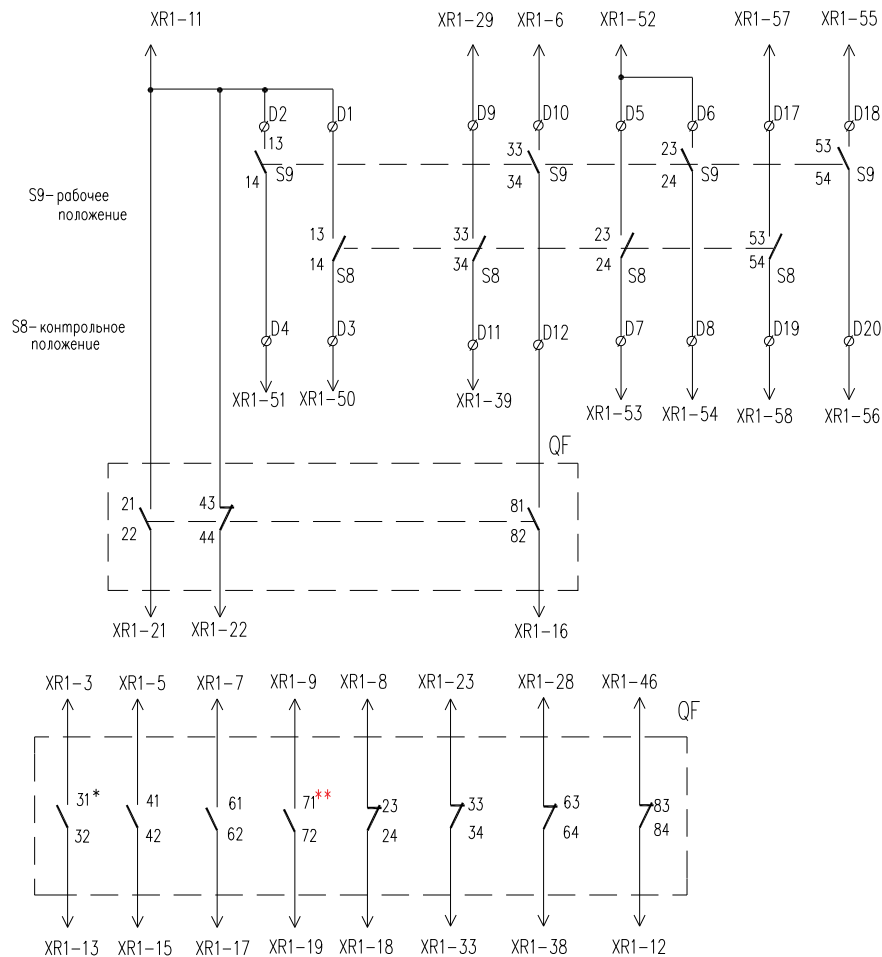 XR1-11 XR1-29 XR1-6 XR1-52 XR1-57 XR1-55
D2 D1 D9 D10 D5 D6 D17 D18
13 33 23 53
14 S9 34 S9 24 S9 54 S9
S9-рабочее
положение
13 33 23 53
14 S8 34 S8 24 S8 54 S8
S8-контрольное
положение
D4 D3 D11 D12 D7 D8 D19 D20
XR1-51 XR1-50 XR1-39 XR1-53 XR1-54 XR1-58 XR1-56
QF
21 43 81
22 44 82
XR1-21 XR1-22 XR1-16
XR1-3 XR1-5 XR1-7 XR1-9 XR1-8 XR1-23 XR1-28 XR1-46
QF
31* 41 61 71** 23 33 63 83
32 42 62 72 24 34 64 84
XR1-13 XR1-15 XR1-17 XR1-19 XR1-18 XR1-33 XR1-38 XR1-12